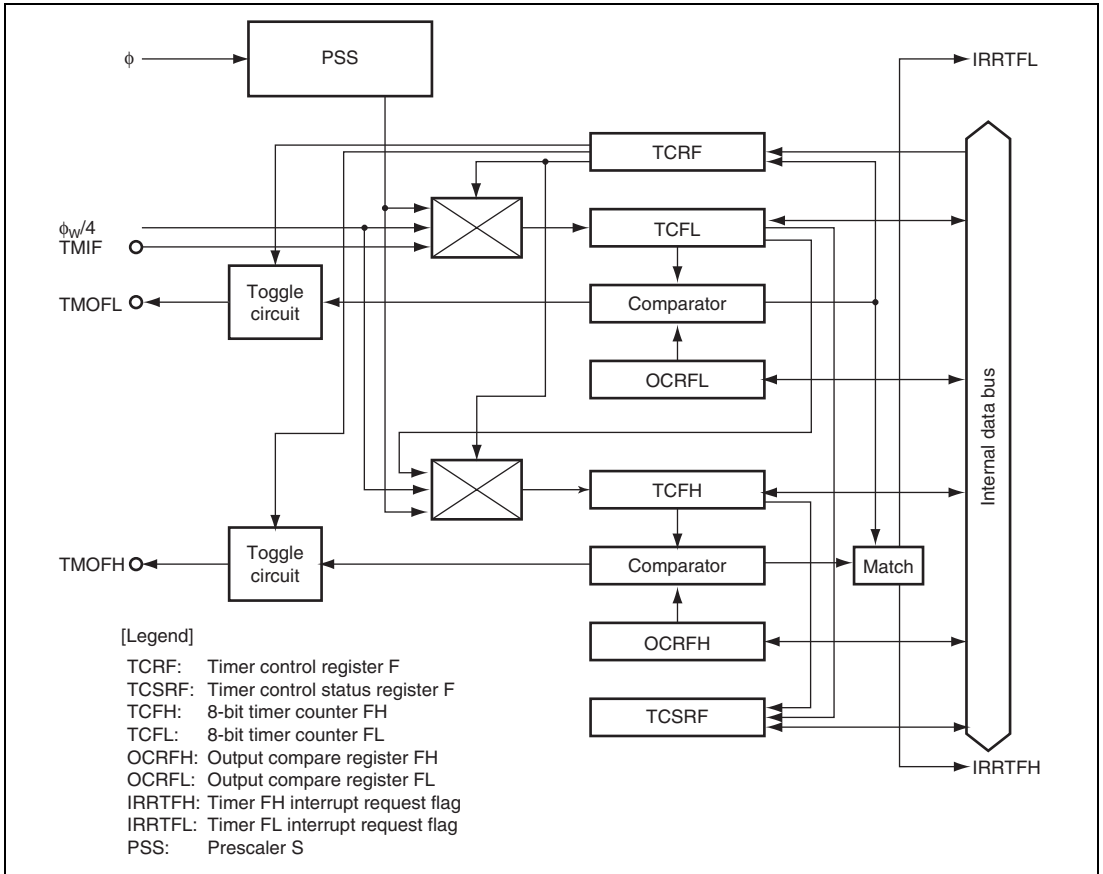 φ
PSS
IRRTFL
TCRF
φW/4
TMIF
TCFL
TMOFL
Toggle
circuit
Comparator
OCRFL
Internal data bus
TCFH
TMOFH
Toggle
circuit
Comparator
Match
OCRFH
TCSRF
IRRTFH
[Legend]
TCRF: Timer control register F
TCSRF: Timer control status register F
TCFH: 8-bit timer counter FH
TCFL: 8-bit timer counter FL
OCRFH: Output compare register FH
OCRFL: Output compare register FL
IRRTFH: Timer FH interrupt request flag
IRRTFL: Timer FL interrupt request flag
PSS: Prescaler S